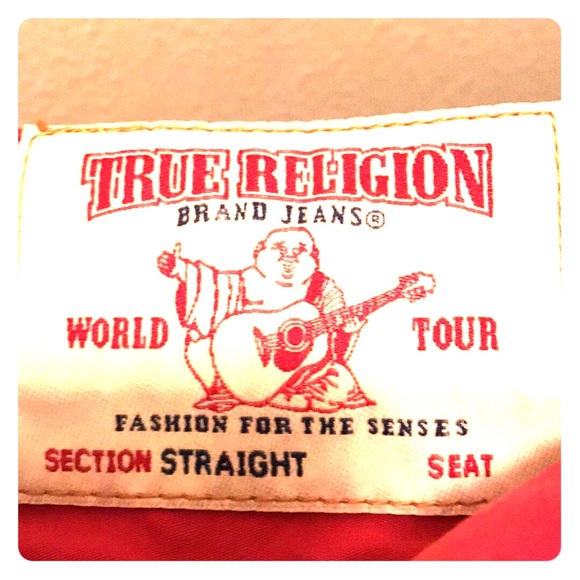 TRUE RELIGION
BRAND JEANS®
WORLD TOUR
FASHION FOR THE SENSES
SECTION STRAIGHT SEAT